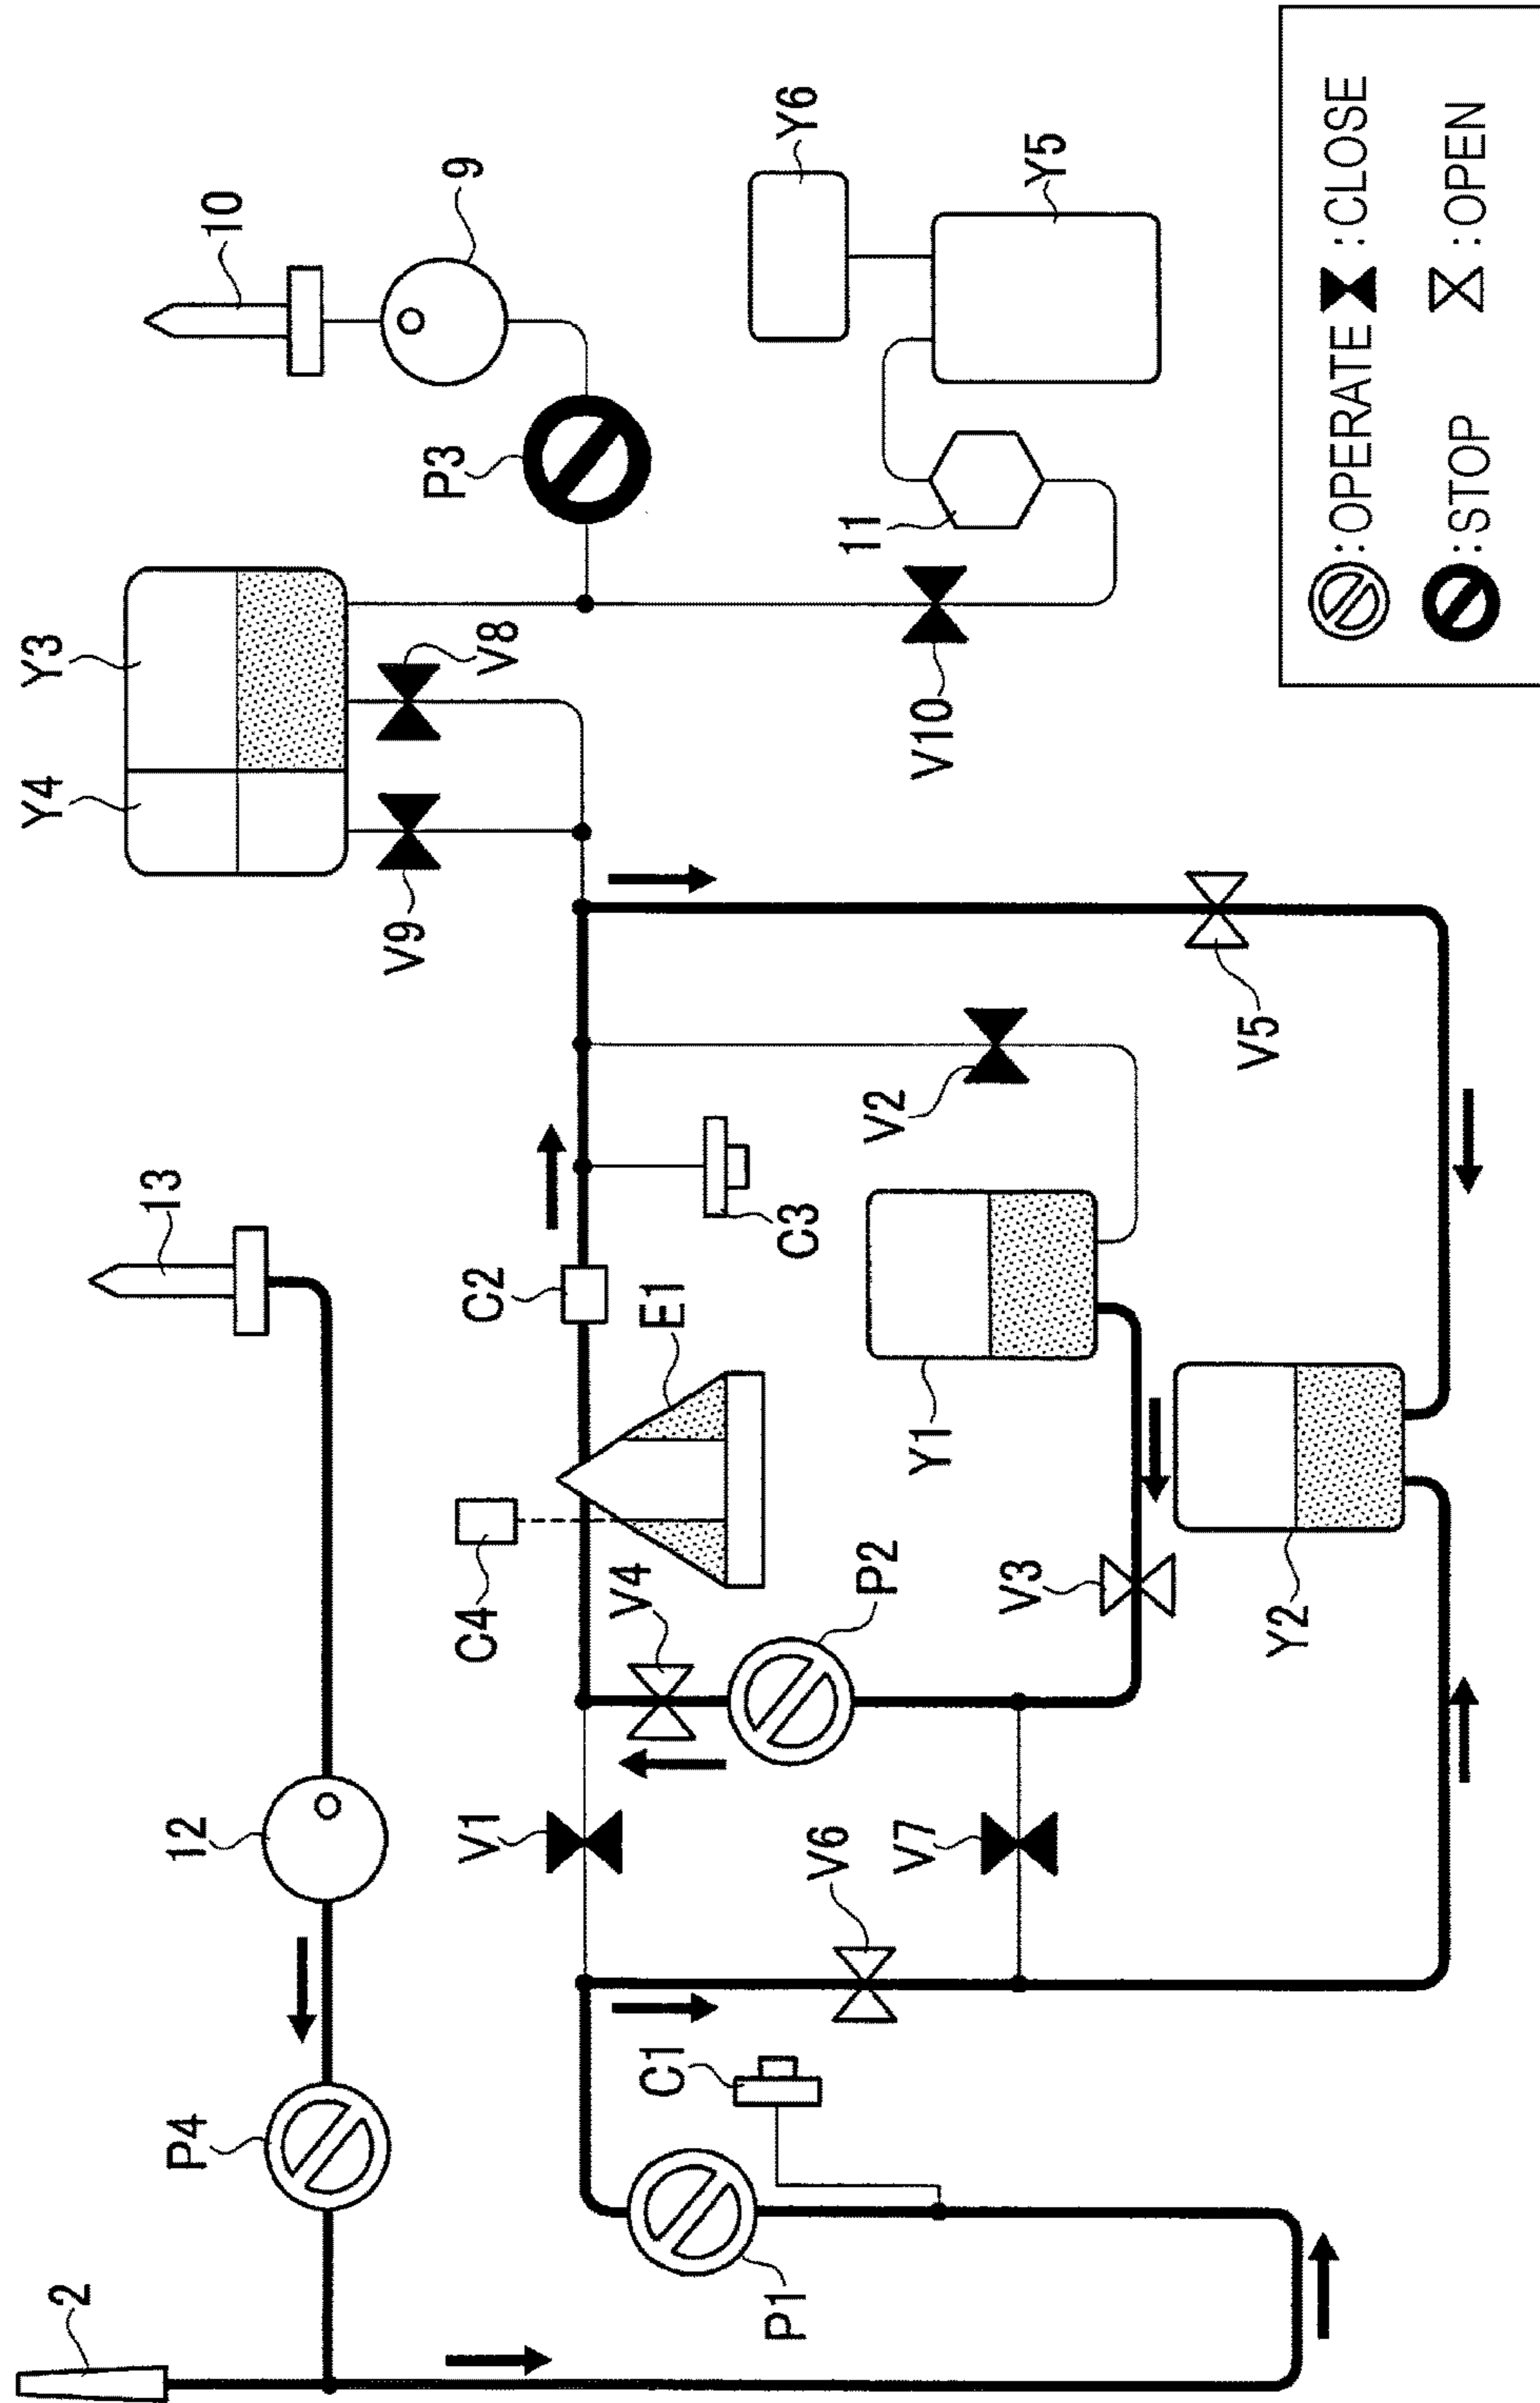 2
P4
12
13
10
9
Y4
Y3
V9
V8
P3
Y6
Y5
11
V10
C4
C2
E1
C3
V4
P2
V1
V6
V7
C1
P1
V3
Y1
V2
V5
Y2
:OPERATE :CLOSE
:STOP :OPEN